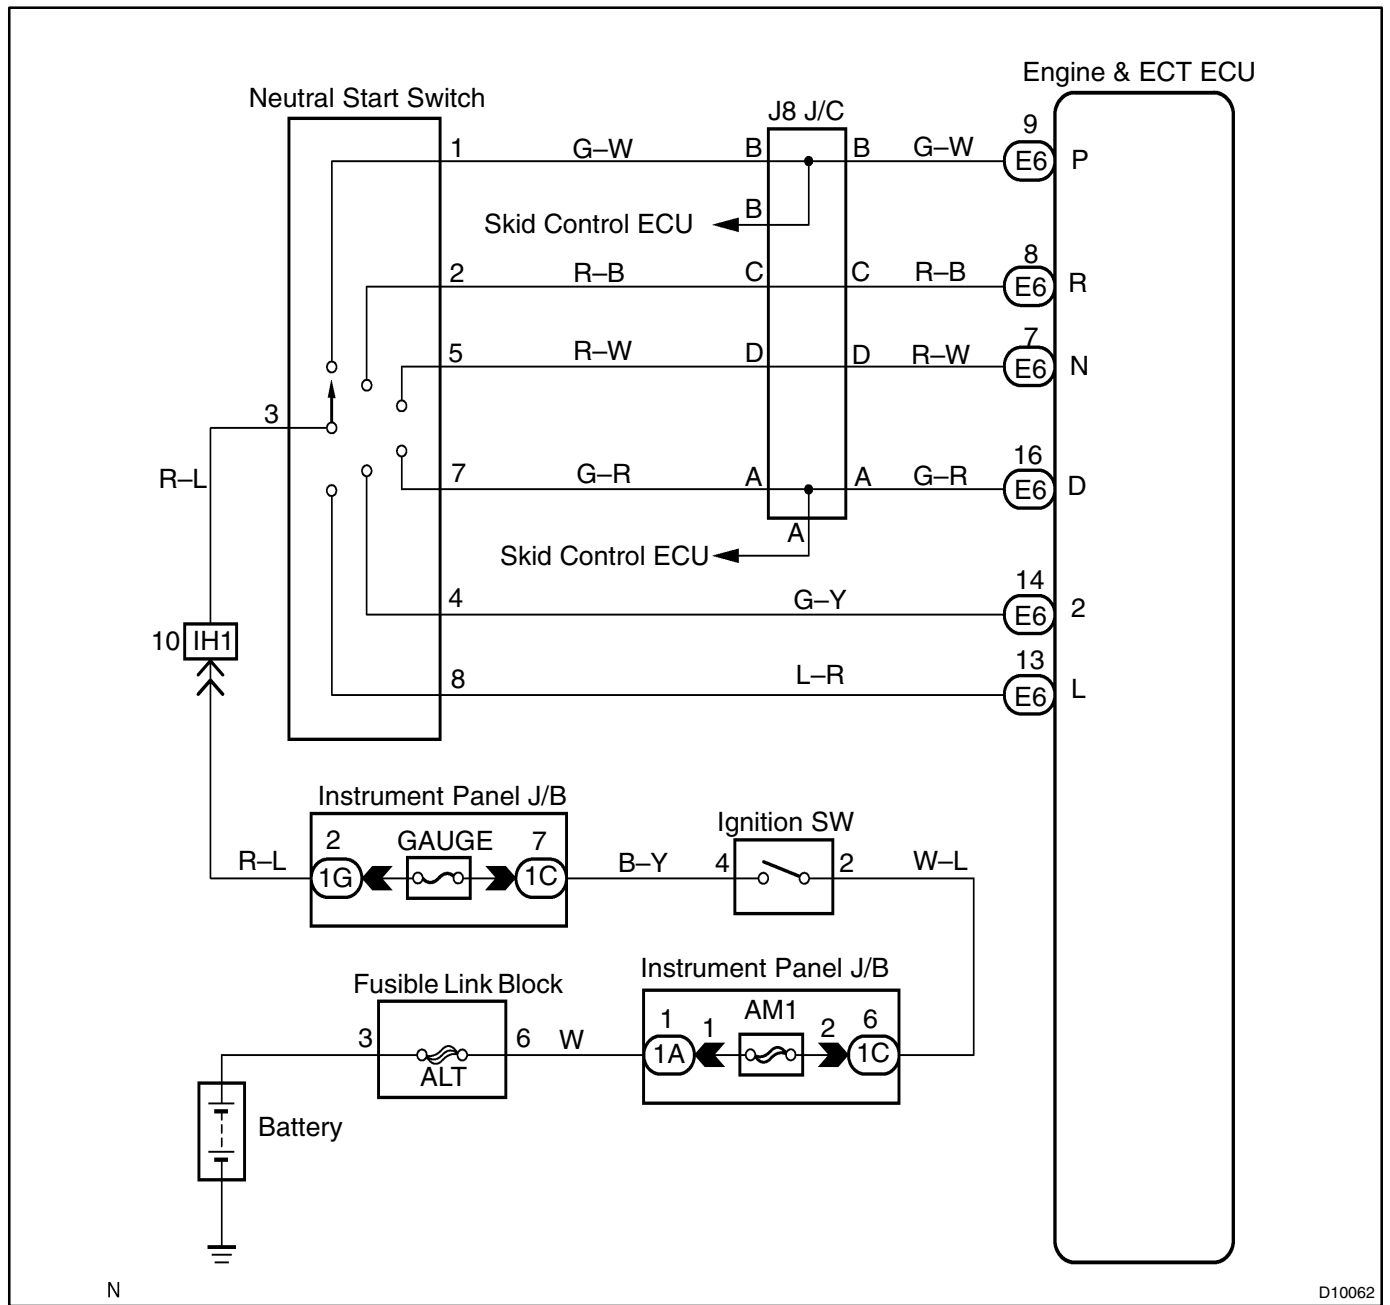 Engine & ECT ECU
Neutral Start Switch
J8 J/C
1 G–W B B G–W 9 E6 P
Skid Control ECU B
2 R–B C C R–B 8 E6 R
5 R–W D D R–W 7 E6 N
3
R–L
7 G–R A A G–R 16 E6 D
Skid Control ECU A
4 G–Y 14 E6 2
10 IH1
8 L–R 13 E6 L
Instrument Panel J/B
Ignition SW
R–L 2 1G GAUGE 7 1C B–Y 4 2 W–L
Instrument Panel J/B
Fusible Link Block
3 ALT 6 W 1 1A 1 AM1 2 6 1C
Battery
N
D10062